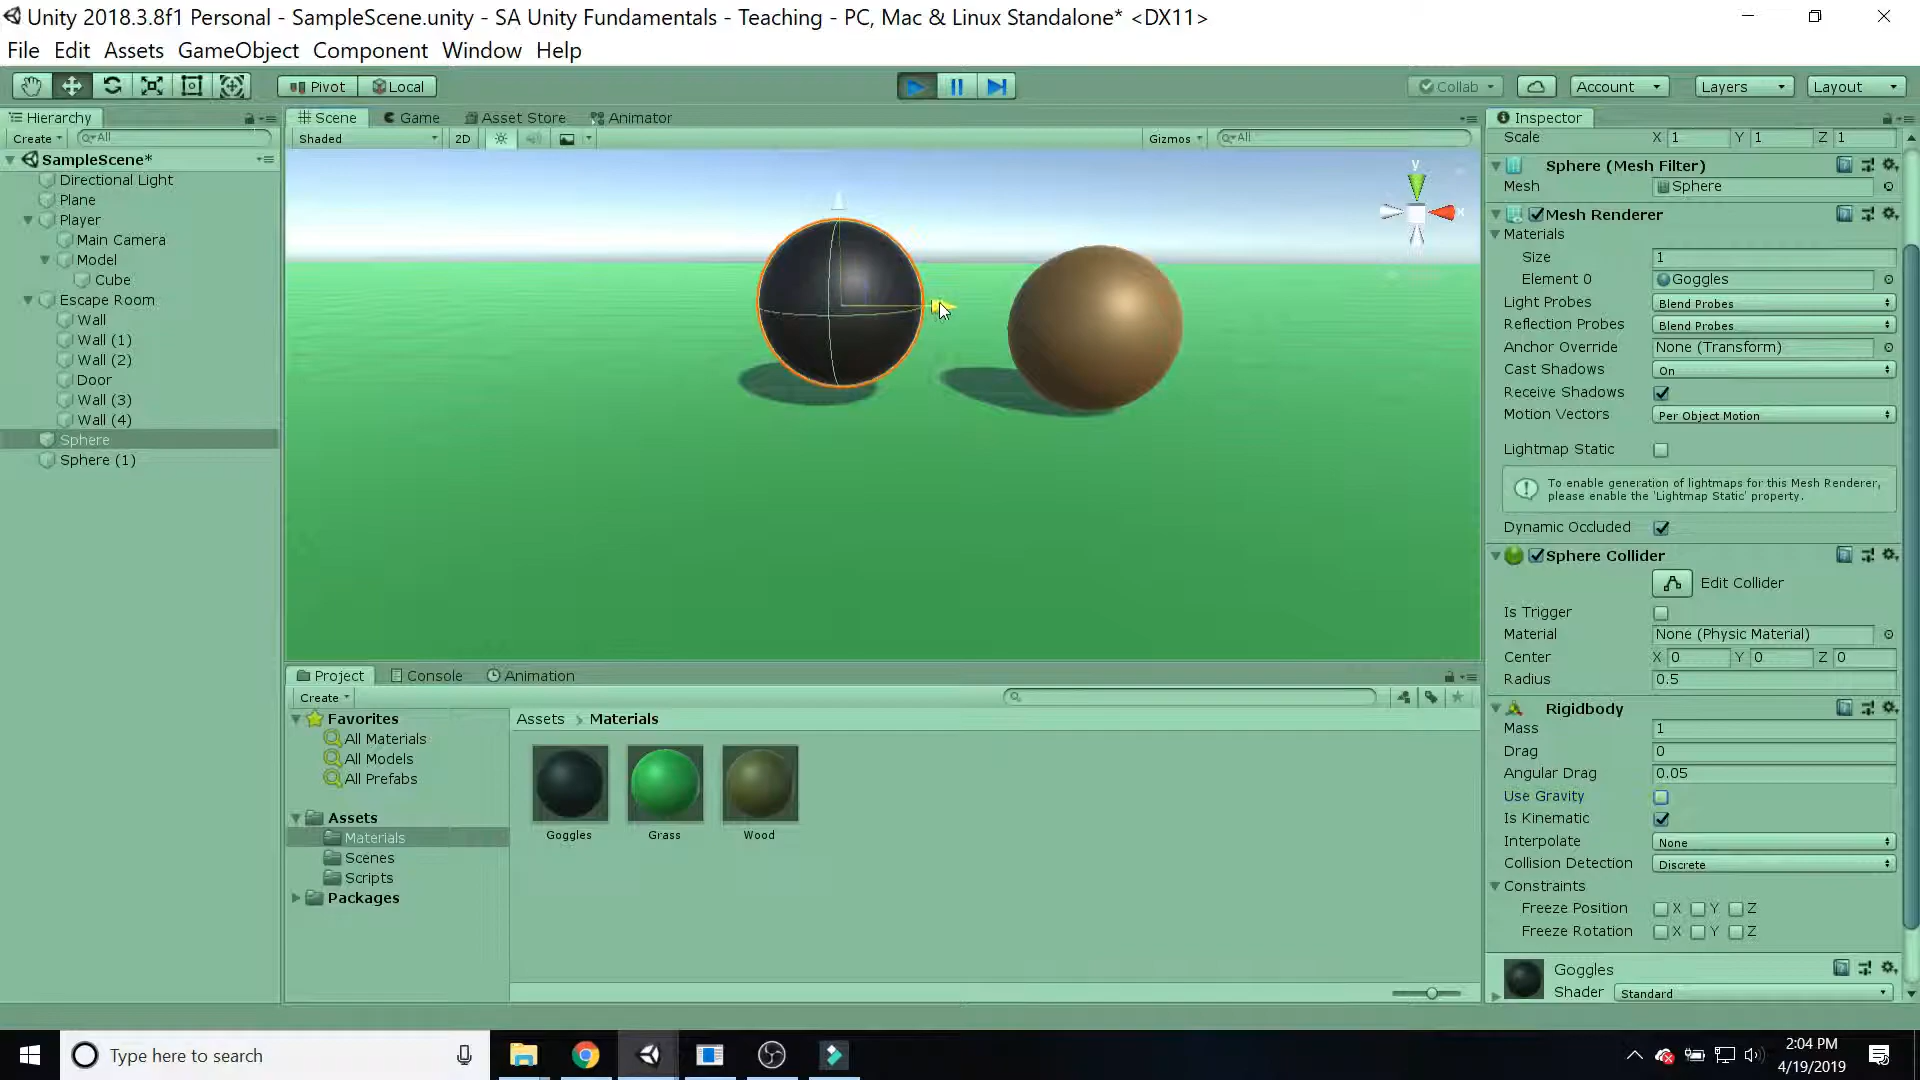 Unity 2018.3.8f1 Personal - SampleScene.unity - SA Unity Fundamentals - Teaching - PC, Mac & Linux Standalone* <DX11>
File Edit Assets GameObject Component Window Help
Pivot Local Collab Account Layers Layout
Hierarchy
Create All
SampleScene*
Directional Light
Plane
Player
Main Camera
Model
Cube
Escape Room
Wall
Wall (1)
Wall (2)
Door
Wall (3)
Wall (4)
Sphere
Sphere (1)
Scene Game Asset Store Animator
Shaded 2D Gizmos All
y
x
Project Console Animation
Create
Favorites
All Materials
All Models
All Prefabs
Assets
Materials
Scenes
Scripts
Packages
Assets > Materials
Goggles Grass Wood
Inspector
Scale X 1 Y 1 Z 1
Sphere (Mesh Filter)
Mesh Sphere
Mesh Renderer
Materials
Size 1
Element 0 Goggles
Light Probes Blend Probes
Reflection Probes Blend Probes
Anchor Override None (Transform)
Cast Shadows On
Receive Shadows
Motion Vectors Per Object Motion
Lightmap Static
To enable generation of lightmaps for this Mesh Renderer,
please enable the 'Lightmap Static' property.
Dynamic Occluded
Sphere Collider
Edit Collider
Is Trigger
Material None (Physic Material)
Center X 0 Y 0 Z 0
Radius 0.5
Rigidbody
Mass 1
Drag 0
Angular Drag 0.05
Use Gravity
Is Kinematic
Interpolate None
Collision Detection Discrete
Constraints
Freeze Position X Y Z
Freeze Rotation X Y Z
Goggles
Shader Standard
Type here to search
2:04 PM
4/19/2019